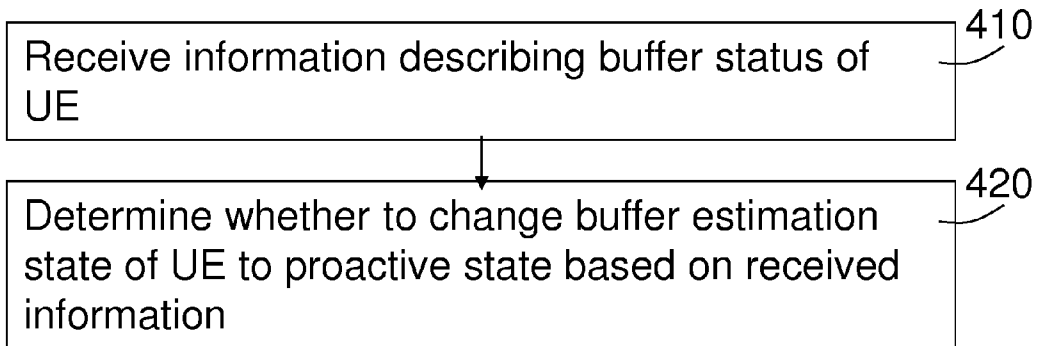 410
Receive information describing buffer status of
UE
420
Determine whether to change buffer estimation
state of UE to proactive state based on received
information